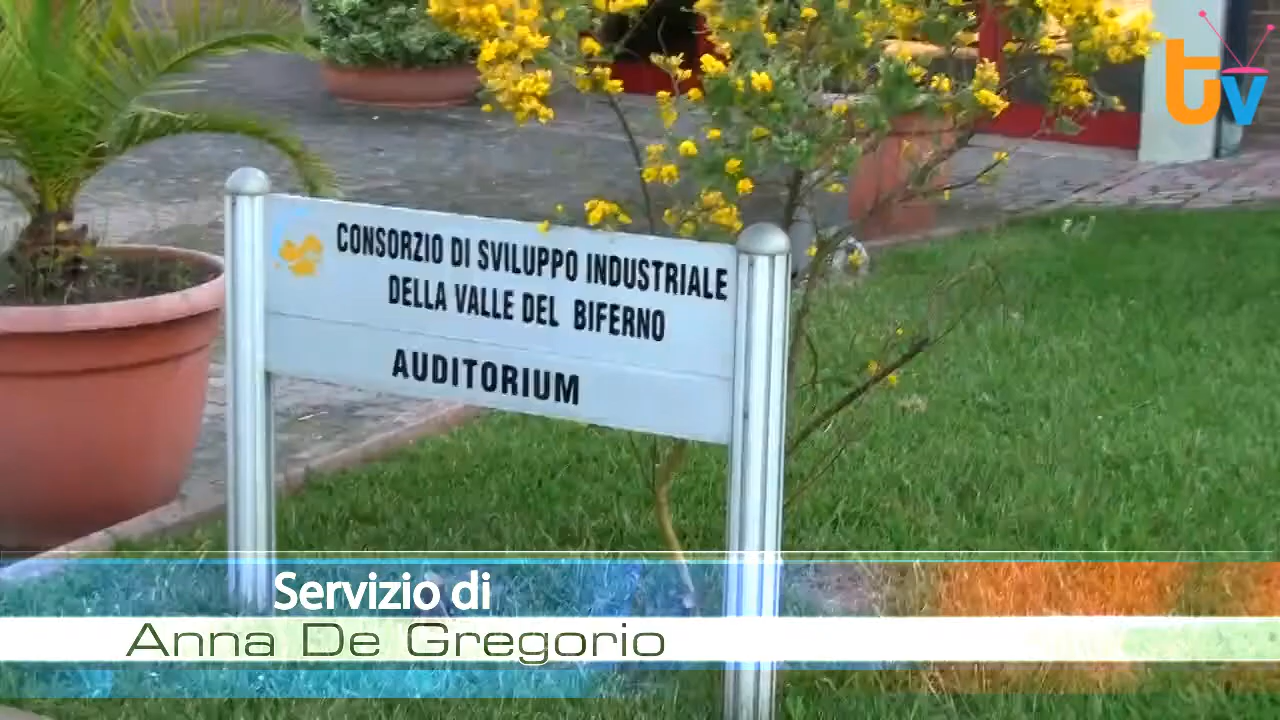 tv
CONSORZIO DI SVILUPPO INDUSTRIALE
DELLA VALLE DEL BIFERNO
AUDITORIUM
Servizio di
Anna De Gregorio